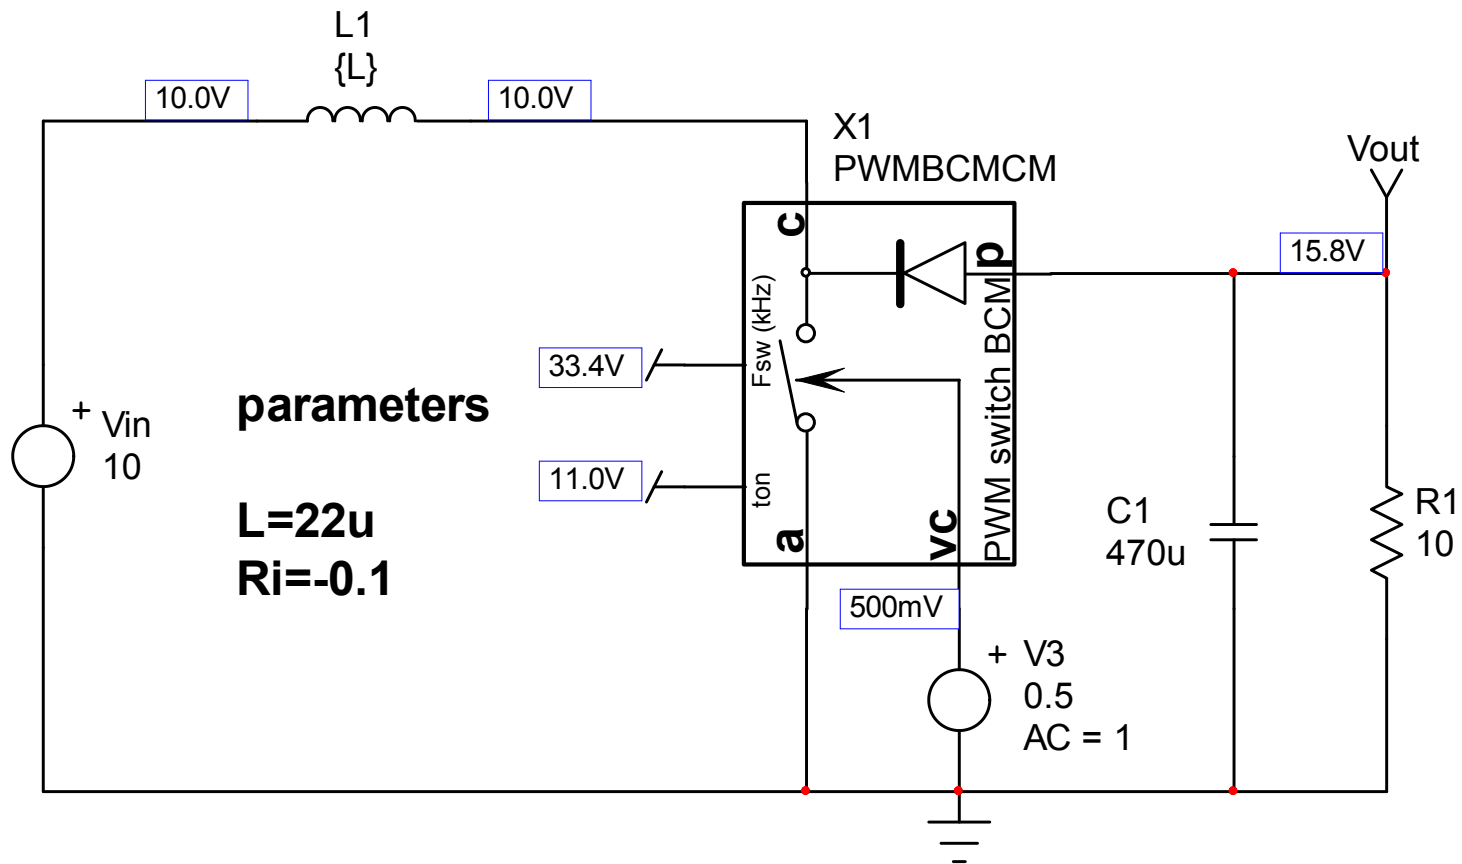 L1
{L}
10.0V
10.0V
X1
PWMBCMCM
Vout
c
p
15.8V
Fsw (kHz)
33.4V
PWM switch BCM
parameters
+
Vin
10
11.0V
ton
L=22u
Ri=-0.1
a
vc
C1
470u
R1
10
500mV
+
V3
0.5
AC = 1